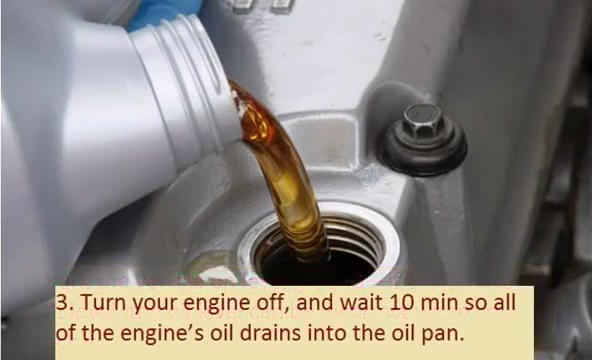 3. Turn your engine off, and wait 10 min so all
of the engine’s oil drains into the oil pan.